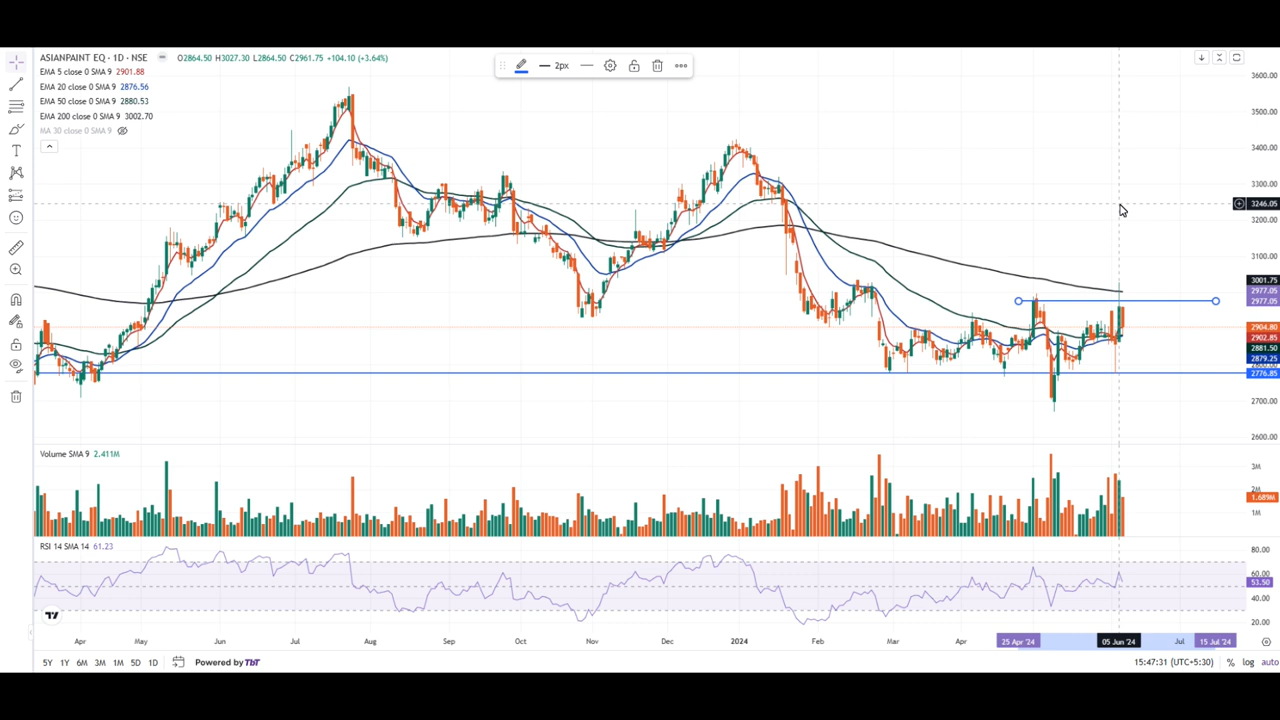 ASIANPAINT EQ · 1D · NSE O2864.50 H3027.30 L2864.50 C2961.75 +104.10 (+3.64%)
EMA 5 close 0 SMA 9 2901.88
EMA 20 close 0 SMA 9 2876.56
EMA 50 close 0 SMA 9 2880.53
EMA 200 close 0 SMA 9 3002.70
MA 30 close 0 SMA 9
2px
3600.00
3500.00
3400.00
3300.00
3246.05
3200.00
3100.00
3001.75
2977.05
2977.05
2904.80
2902.85
2881.50
2879.25
2776.85
2700.00
2600.00
Volume SMA 9 2.411M
3M
2M
1.689M
1M
RSI 14 SMA 14 61.23
80.00
60.00
53.50
40.00
20.00
Apr May Jun Jul Aug Sep Oct Nov Dec 2024 Feb Mar Apr 25 Apr '24 05 Jun '24 Jul 15 Jul '24
5Y 1Y 6M 3M 1M 5D 1D Powered by TbT 15:47:31 (UTC+5:30) % log auto